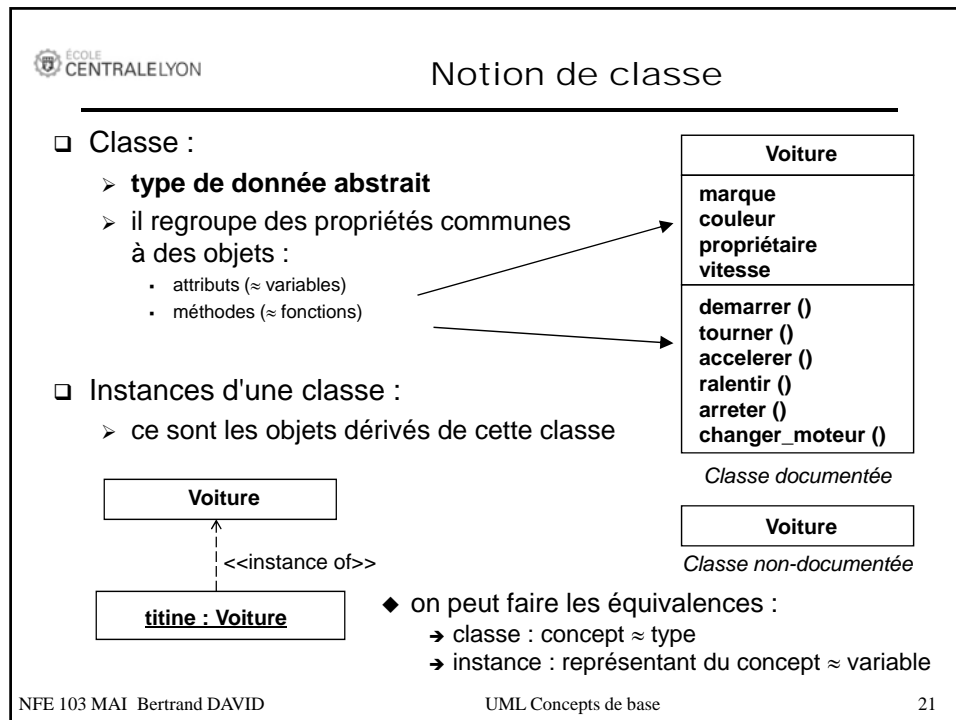 ÉCOLE
CENTRALELYON
Notion de classe
❑ Classe :
➢ type de donnée abstrait
➢ il regroupe des propriétés communes
à des objets :
▪ attributs (≈ variables)
▪ méthodes (≈ fonctions)
❑ Instances d'une classe :
➢ ce sont les objets dérivés de cette classe
Voiture
marque
couleur
propriétaire
vitesse
demarrer ()
tourner ()
accelerer ()
ralentir ()
arreter ()
changer_moteur ()
Classe documentée
Voiture
Classe non-documentée
Voiture
<<instance of>>
titine : Voiture
◆ on peut faire les équivalences :
➔ classe : concept ≈ type
➔ instance : représentant du concept ≈ variable
NFE 103 MAI Bertrand DAVID
UML Concepts de base
21